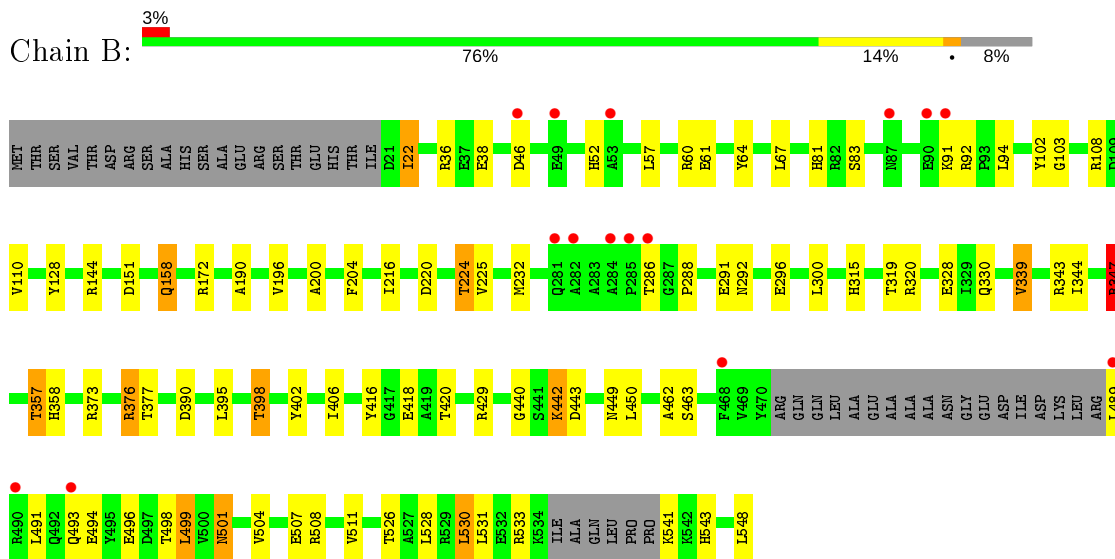 3%
Chain B:
76%
14%
•
8%
MET THR SER VAL THR ASP ARG SER ALA HIS SER ALA GLU ARG SER THR GLU HIS THR ILE D21 I22 R36 E37 E38 D46 E49 H52 A53 L57 R60 E61 Y64 L67 H81 R82 S83 N87 E90 K91 R92 P93 L94 Y102 G103 R108 D109
V110 Y128 R144 D151 Q158 R172 A190 V196 A200 F204 I216 D220 T224 V225 M232 Q281 A282 A283 A284 P285 T286 G287 P288 E291 N292 E296 L300 H315 T319 R320 E328 I329 Q330 V339 R343 I344 R347
T357 H358 R373 R376 T377 D390 L395 T398 Y402 I406 Y416 G417 E418 A419 T420 R429 G440 S441 K442 D443 N449 L450 A462 S463 F468 V469 Y470 ARG GLN GLN LEU ALA GLU ALA ALA ALA ASN GLY GLU ASP ILE ASP LYS LEU ARG L489
R490 L491 Q492 Q493 E494 Y495 E496 D497 T498 L499 V500 N501 V504 E507 R508 V511 T526 A527 L528 R529 L530 L531 E532 R533 K534 ILE ALA GLN LEU PRO PRO K541 K542 H543 L548